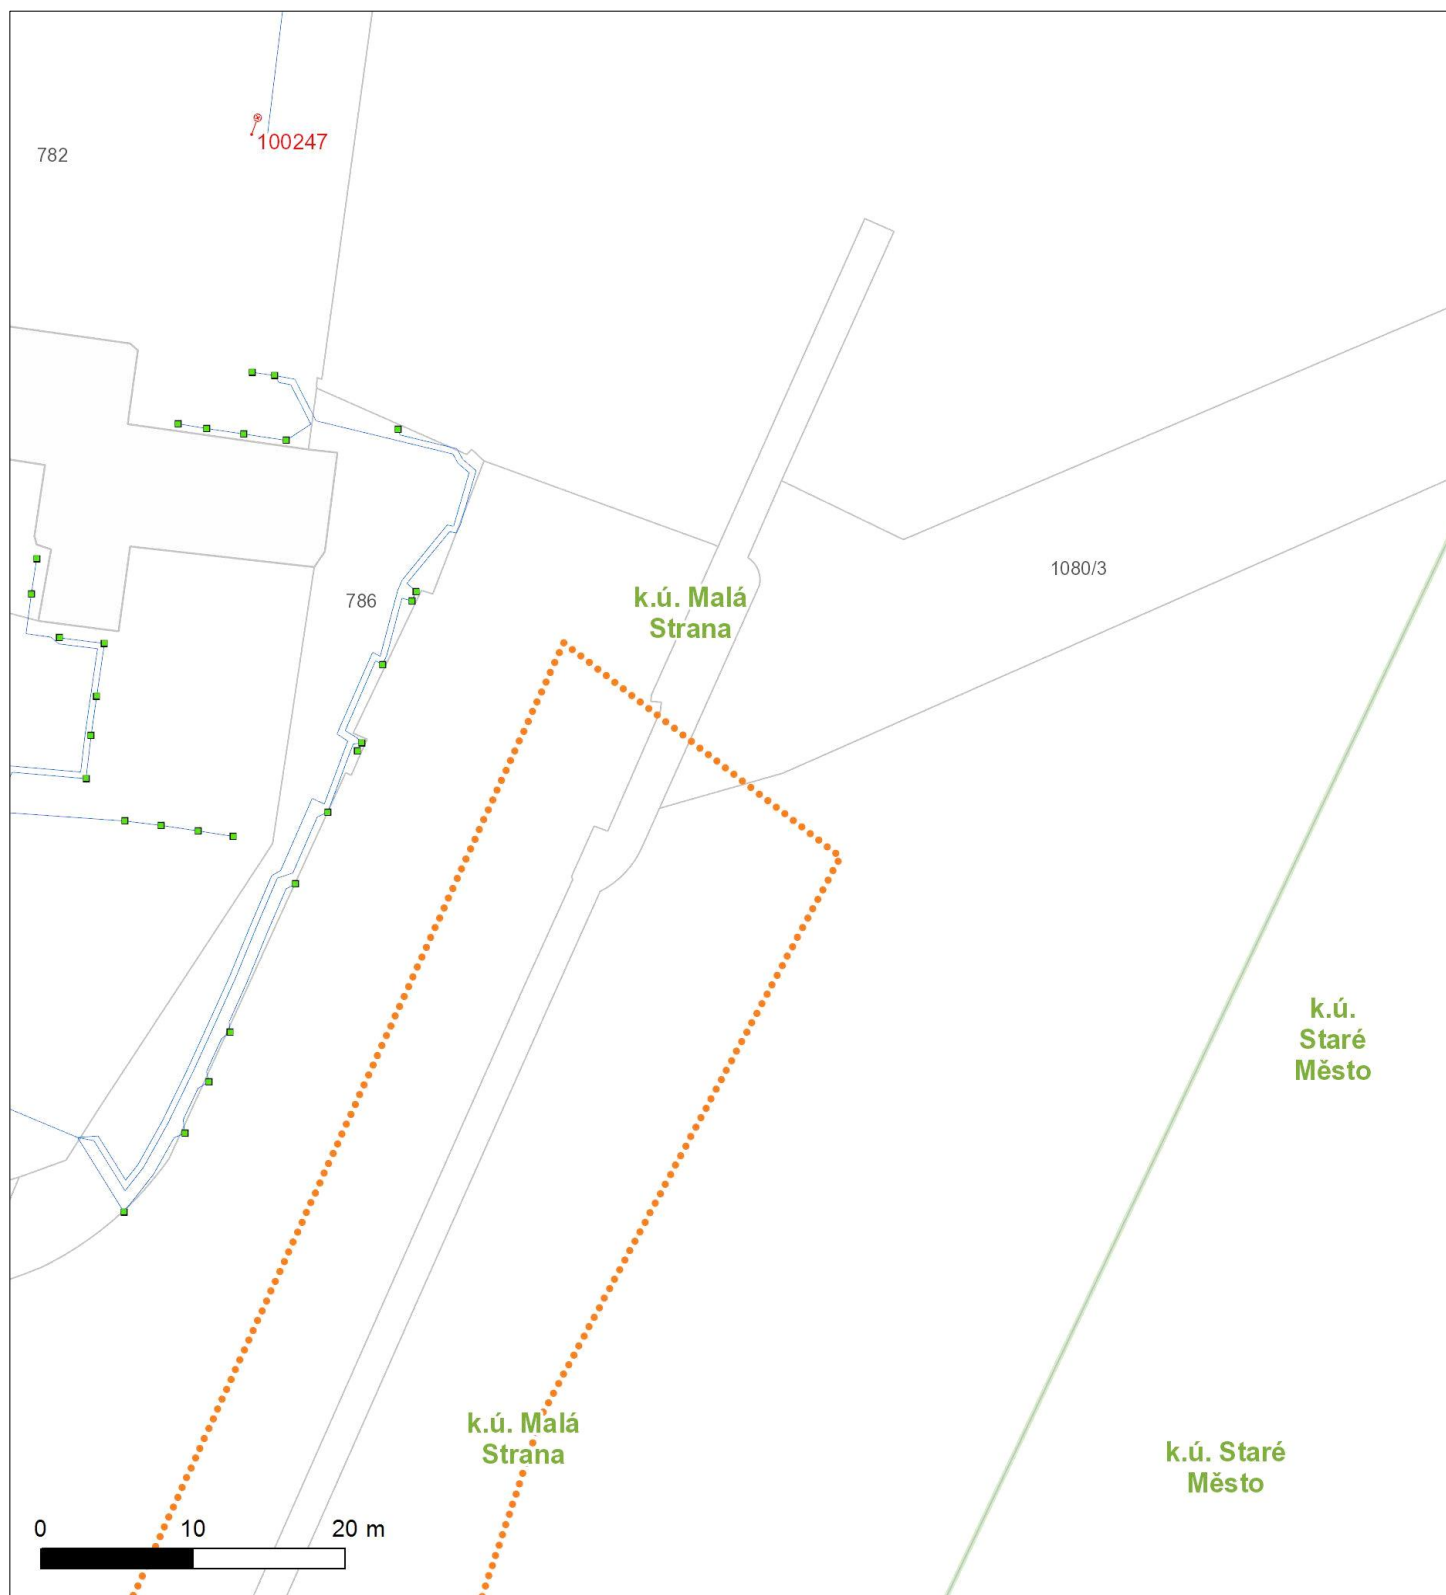 100247
782
k.ú. Malá
Strana
1080/3
786
k.ú.
Staré
Město
k.ú. Malá
Strana
k.ú. Staré
Město
0 10 20 m